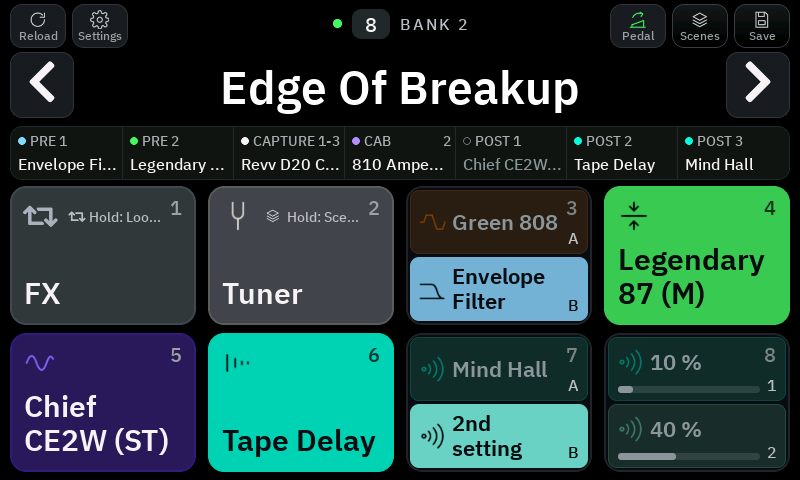 Reload
Settings
8 BANK 2
Pedal
Scenes
Save
Edge Of Breakup
PRE 1
Envelope Fi...
PRE 2
Legendary ...
CAPTURE 1-3
Revv D20 C...
CAB 2
810 Ampe...
POST 1
Chief CE2W...
POST 2
Tape Delay
POST 3
Mind Hall
Hold: Loo... 1
FX
Hold: Sce... 2
Tuner
Green 808 3
A
Envelope
Filter
B
4
Legendary
87 (M)
5
Chief
CE2W (ST)
6
Tape Delay
Mind Hall 7
A
2nd
setting
B
10 % 8
1
40 %
2